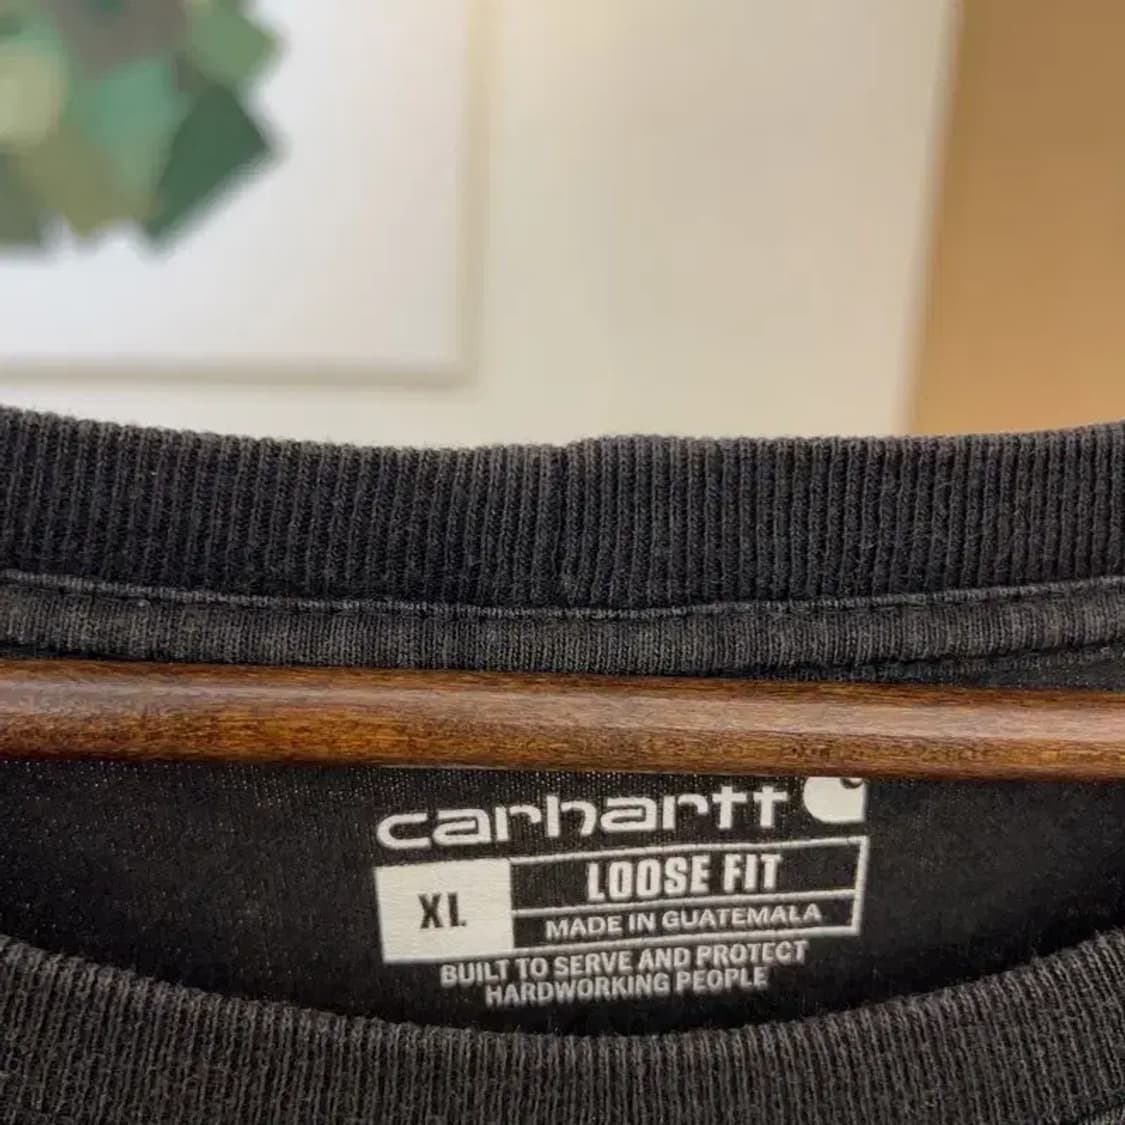 carhartt
XL
LOOSE FIT
MADE IN GUATEMALA
BUILT TO SERVE AND PROTECT
HARDWORKING PEOPLE